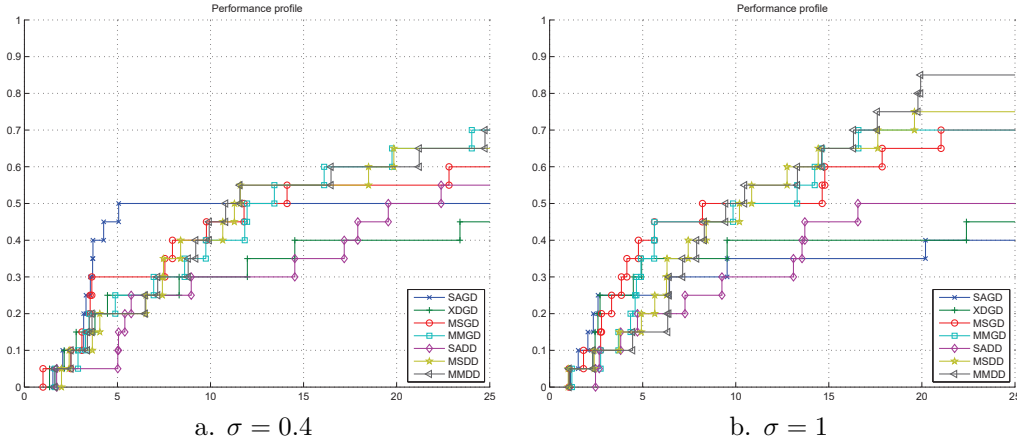 Performance profile
1
0.9
0.8
0.7
0.6
0.5
0.4
0.3
0.2
0.1
0
0 5 10 15 20 25
SAGD
XDGD
MSGD
MMGD
SADD
MSDD
MMDD
a. σ = 0.4
Performance profile
1
0.9
0.8
0.7
0.6
0.5
0.4
0.3
0.2
0.1
0
0 5 10 15 20 25
SAGD
XDGD
MSGD
MMGD
SADD
MSDD
MMDD
b. σ = 1